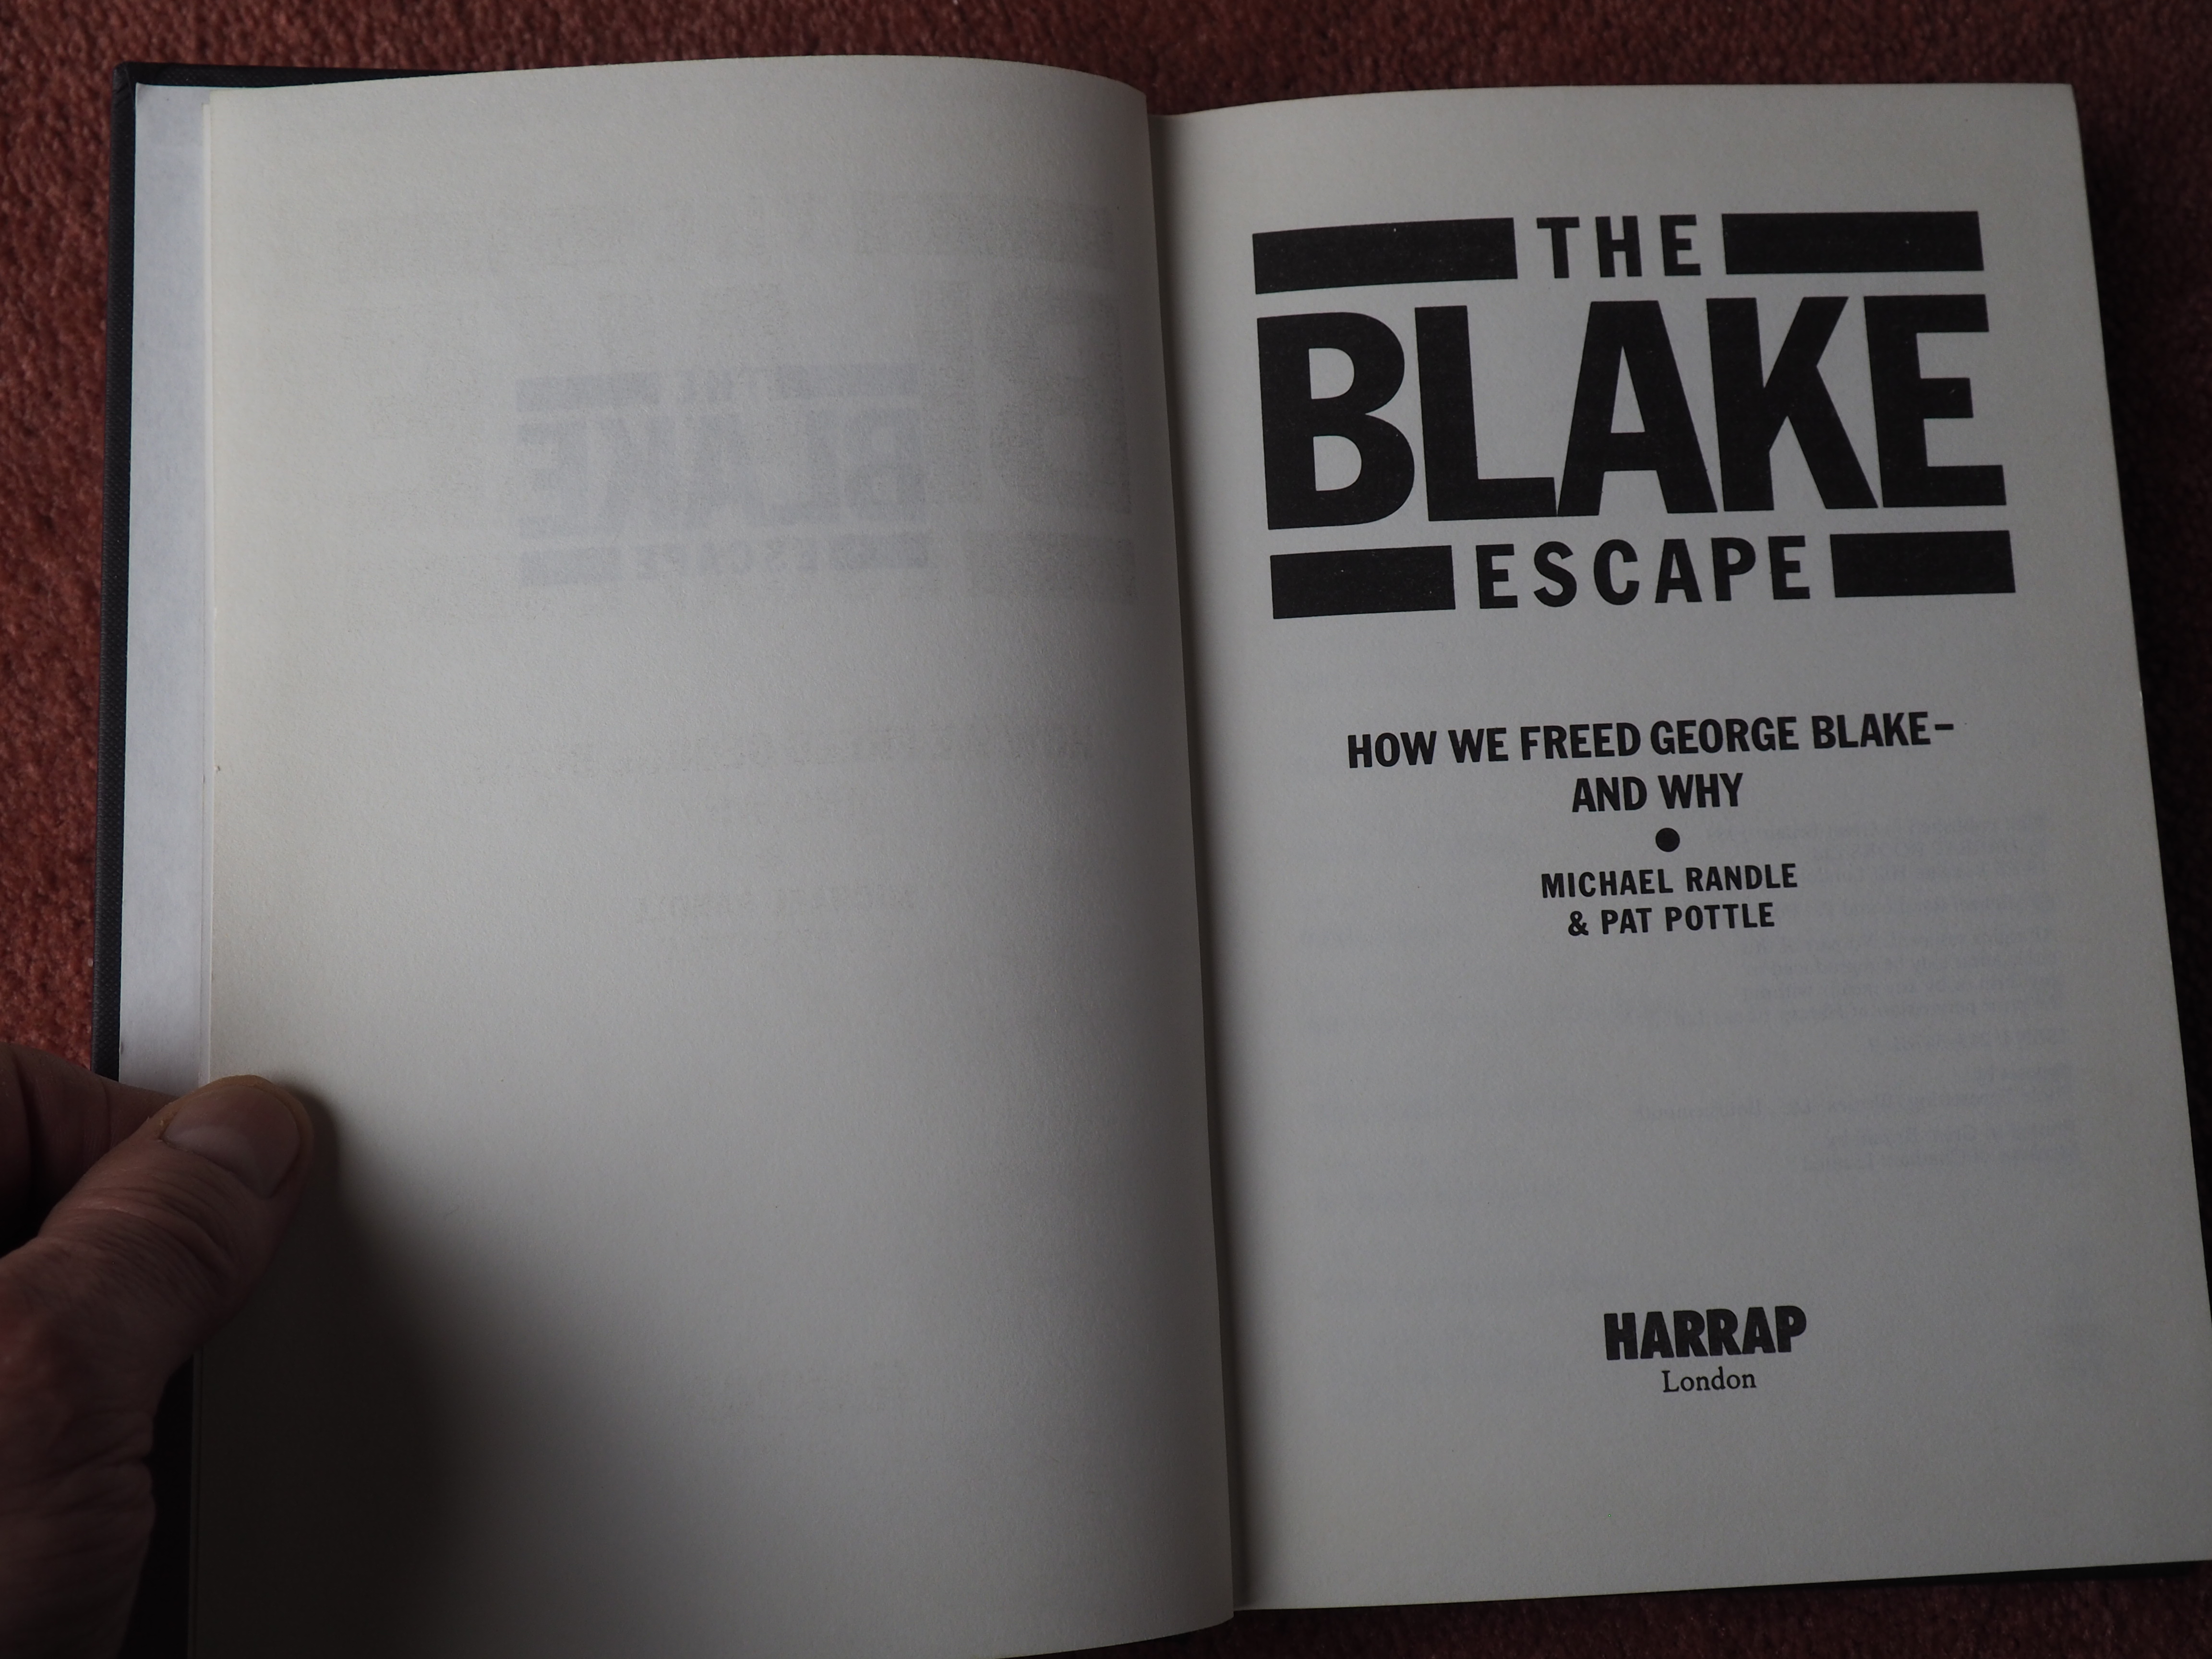 THE
BLAKE
ESCAPE
HOW WE FREED GEORGE BLAKE–
AND WHY
MICHAEL RANDLE
& PAT POTTLE
HARRAP
London